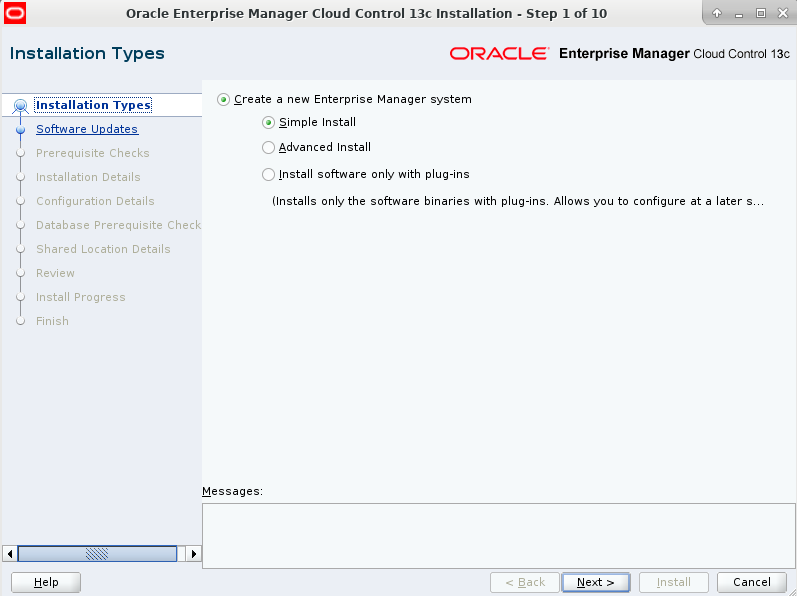 Oracle Enterprise Manager Cloud Control 13c Installation - Step 1 of 10
Installation Types
ORACLE Enterprise Manager Cloud Control 13c
Installation Types
Software Updates
Prerequisite Checks
Installation Details
Configuration Details
Database Prerequisite Check
Shared Location Details
Review
Install Progress
Finish
Create a new Enterprise Manager system
Simple Install
Advanced Install
Install software only with plug-ins
(Installs only the software binaries with plug-ins. Allows you to configure at a later s...
Messages:
Help
< Back
Next >
Install
Cancel